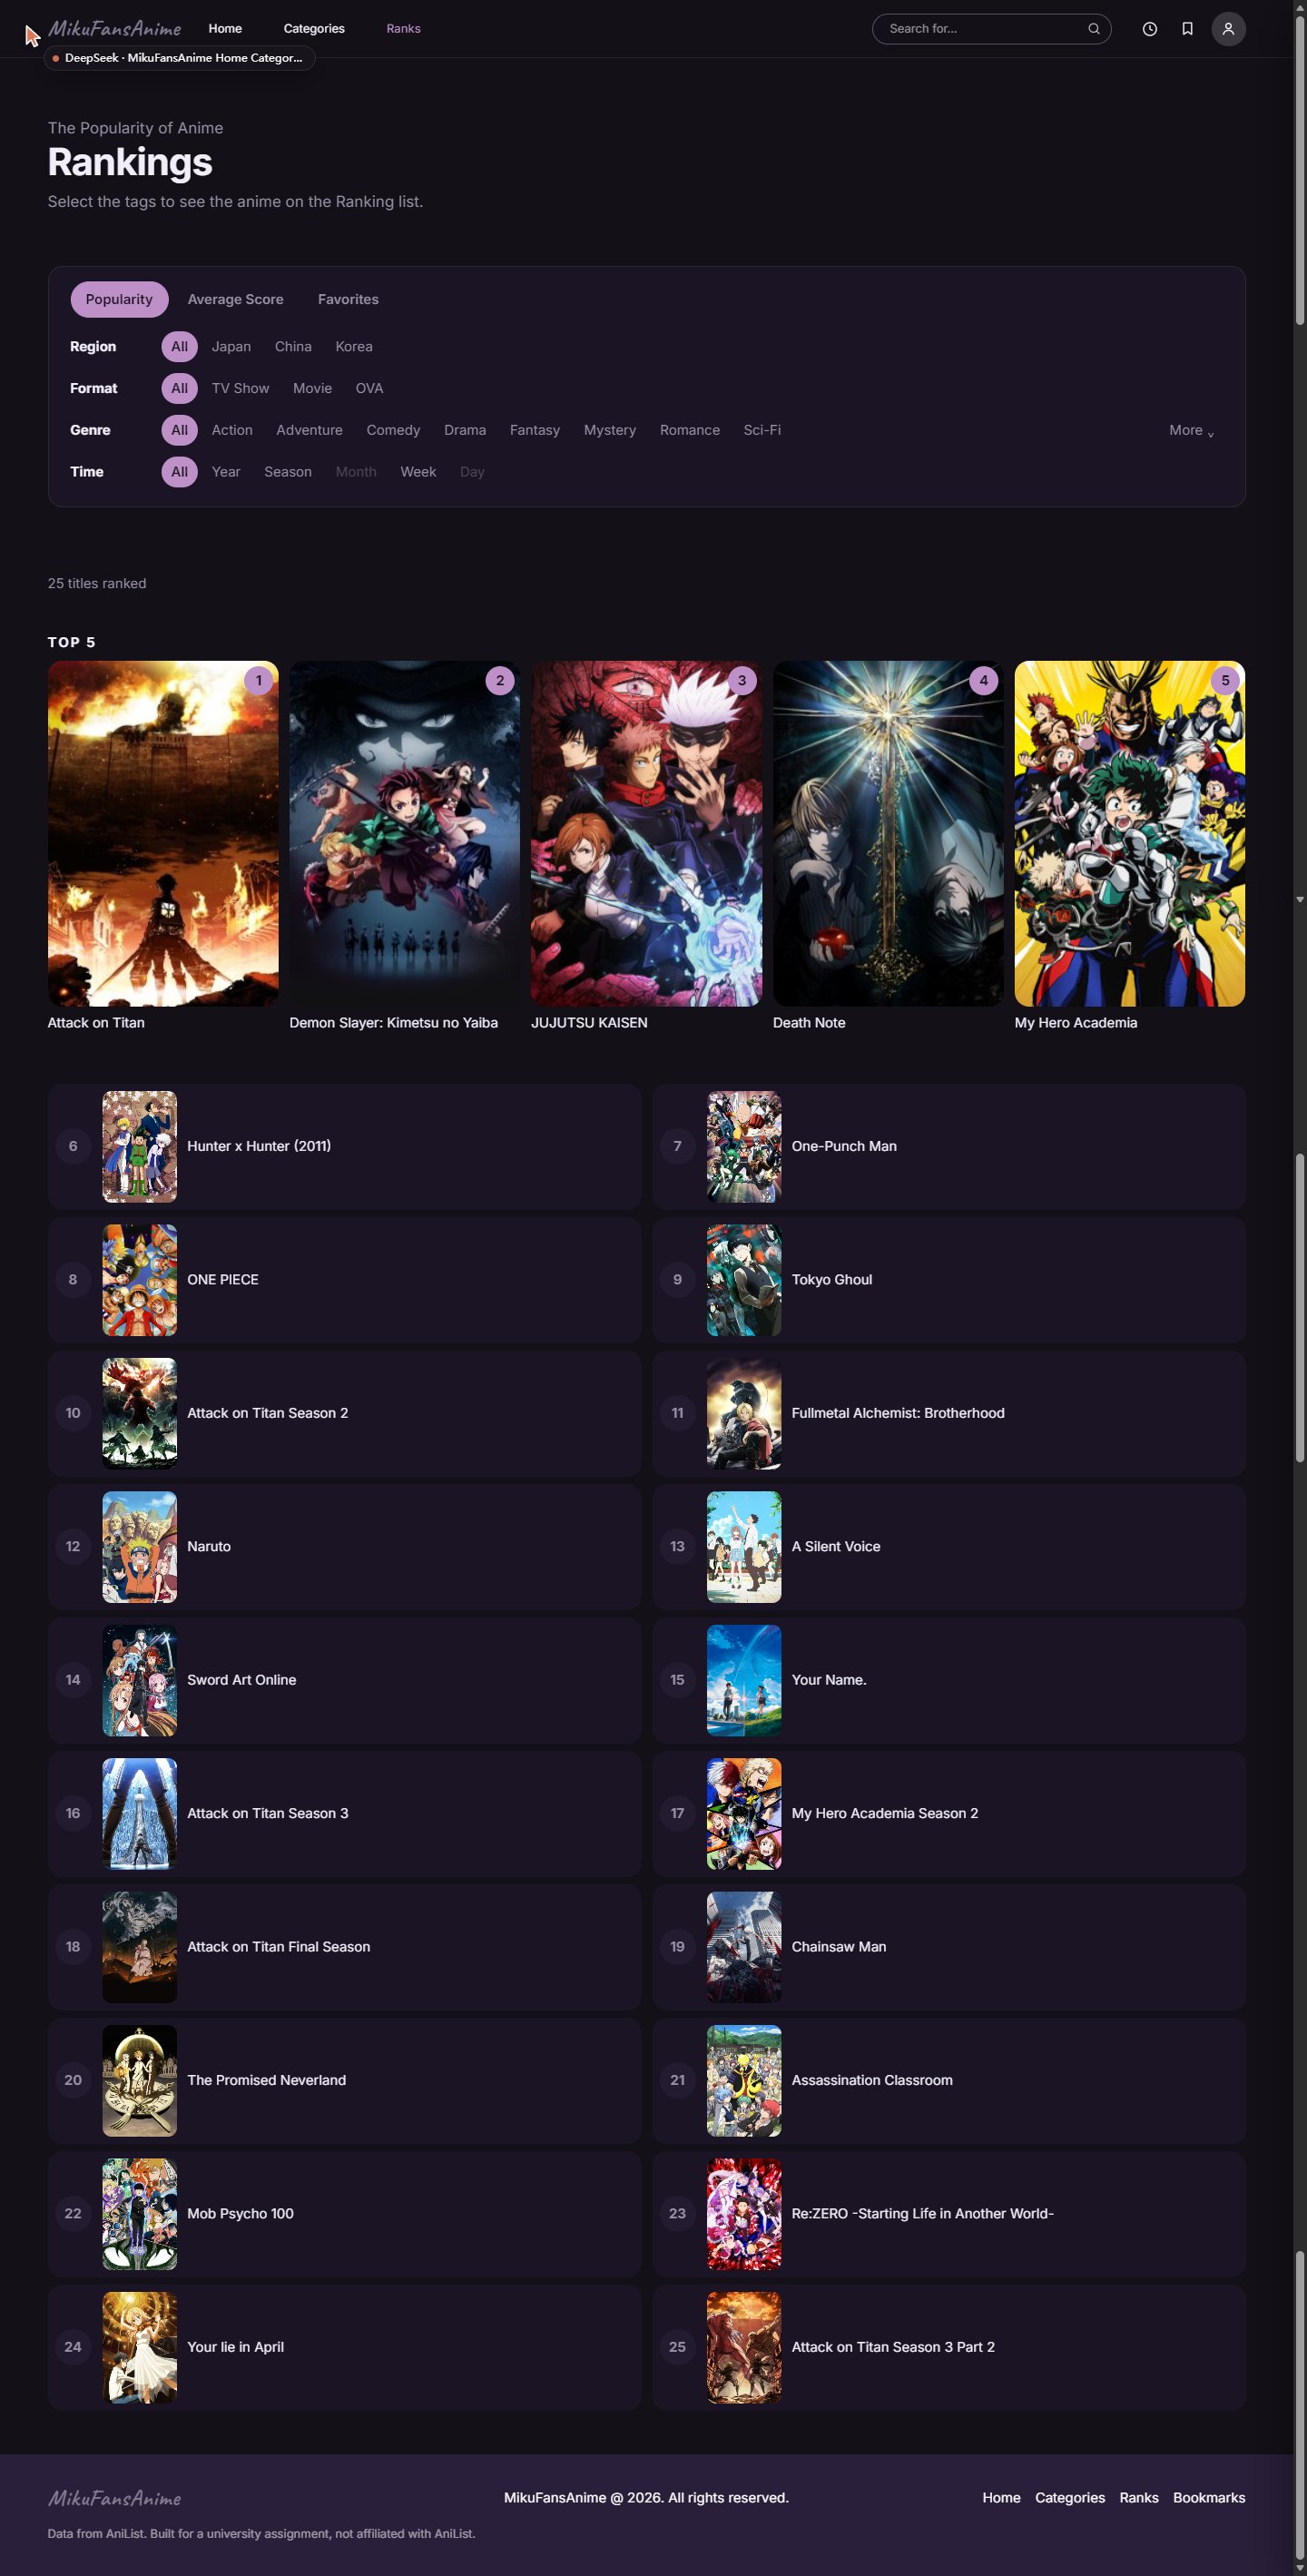 MikuFansAnime Home Categories Ranks Search for...
DeepSeek · MikuFansAnime Home Categor...
The Popularity of Anime
Rankings
Select the tags to see the anime on the Ranking list.
Popularity Average Score Favorites
Region All Japan China Korea
Format All TV Show Movie OVA
Genre All Action Adventure Comedy Drama Fantasy Mystery Romance Sci-Fi More
Time All Year Season Month Week Day
25 titles ranked
TOP 5
1 2 3 4 5
Attack on Titan Demon Slayer: Kimetsu no Yaiba JUJUTSU KAISEN Death Note My Hero Academia
6 Hunter x Hunter (2011) 7 One-Punch Man
8 ONE PIECE 9 Tokyo Ghoul
10 Attack on Titan Season 2 11 Fullmetal Alchemist: Brotherhood
12 Naruto 13 A Silent Voice
14 Sword Art Online 15 Your Name.
16 Attack on Titan Season 3 17 My Hero Academia Season 2
18 Attack on Titan Final Season 19 Chainsaw Man
20 The Promised Neverland 21 Assassination Classroom
22 Mob Psycho 100 23 Re:ZERO -Starting Life in Another World-
24 Your lie in April 25 Attack on Titan Season 3 Part 2
MikuFansAnime MikuFansAnime @ 2026. All rights reserved. Home Categories Ranks Bookmarks
Data from AniList. Built for a university assignment, not affiliated with AniList.